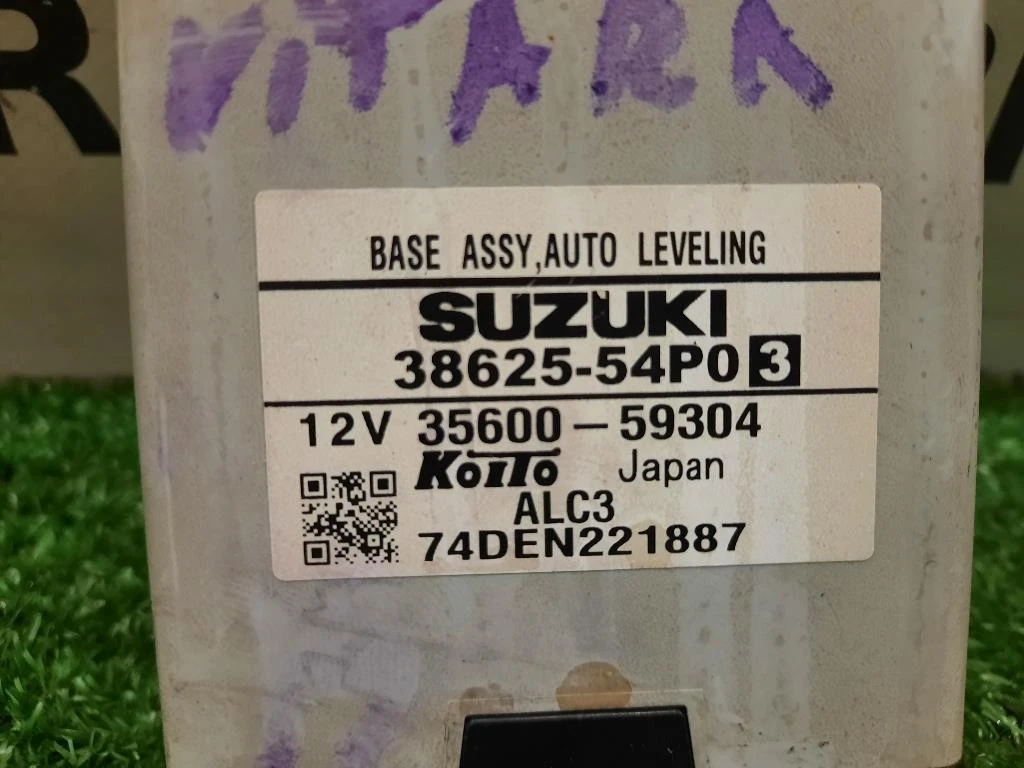 VITARA
BASE ASSY,AUTO LEVELING
SUZUKI
38625-54P0 3
12V 35600-59304
KOITO Japan
ALC3
74DEN221887